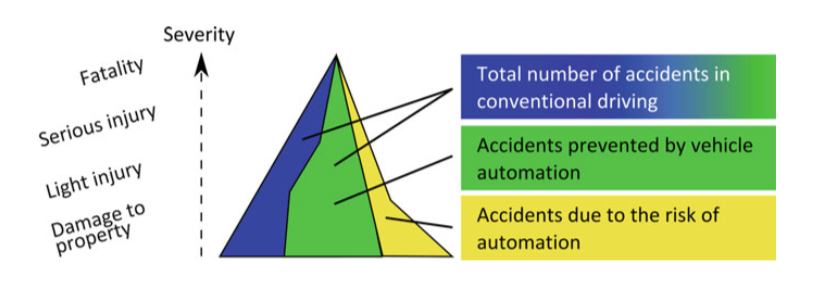 Severity
Fatality
Serious injury
Light injury
Damage to
property
Total number of accidents in
conventional driving
Accidents prevented by vehicle
automation
Accidents due to the risk of
automation